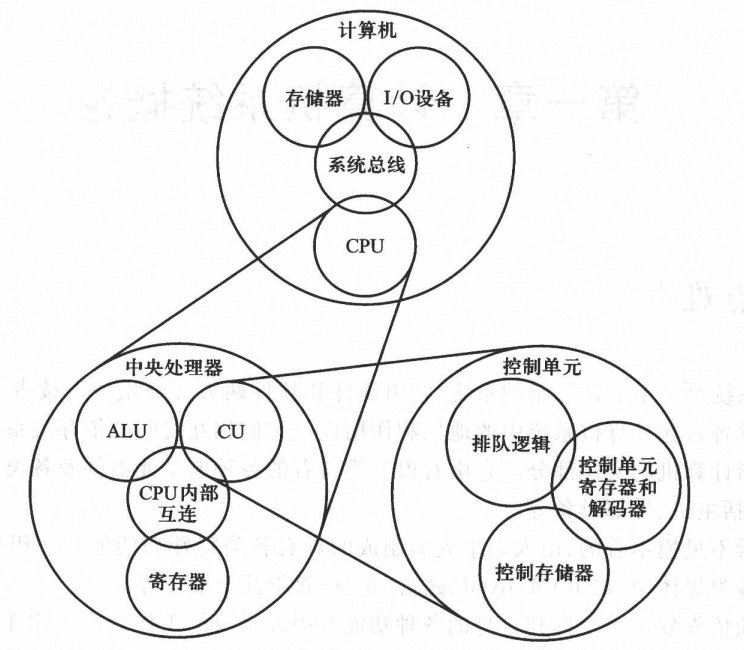 计算机
存储器
I/O设备
系统总线
CPU
中央处理器
ALU
CU
CPU内部
互连
寄存器
控制单元
排队逻辑
控制单元
寄存器和
解码器
控制存储器